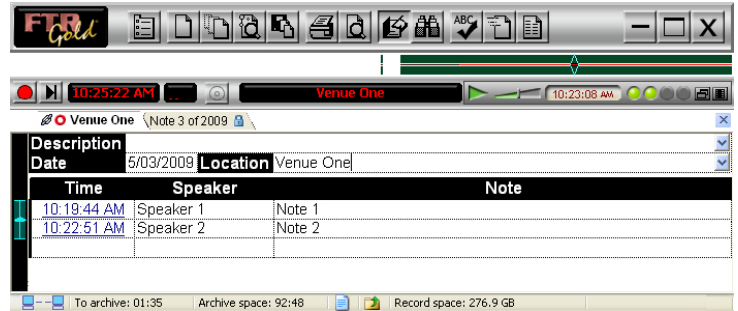 FTR Gold
ABC
10:25:22 AM .. Venue One 10:23:08 AM
Venue One Note 3 of 2009
Description
Date 5/03/2009 Location Venue One
Time Speaker Note
10:19:44 AM Speaker 1 Note 1
10:22:51 AM Speaker 2 Note 2
To archive: 01:35 Archive space: 92:48 Record space: 276.9 GB